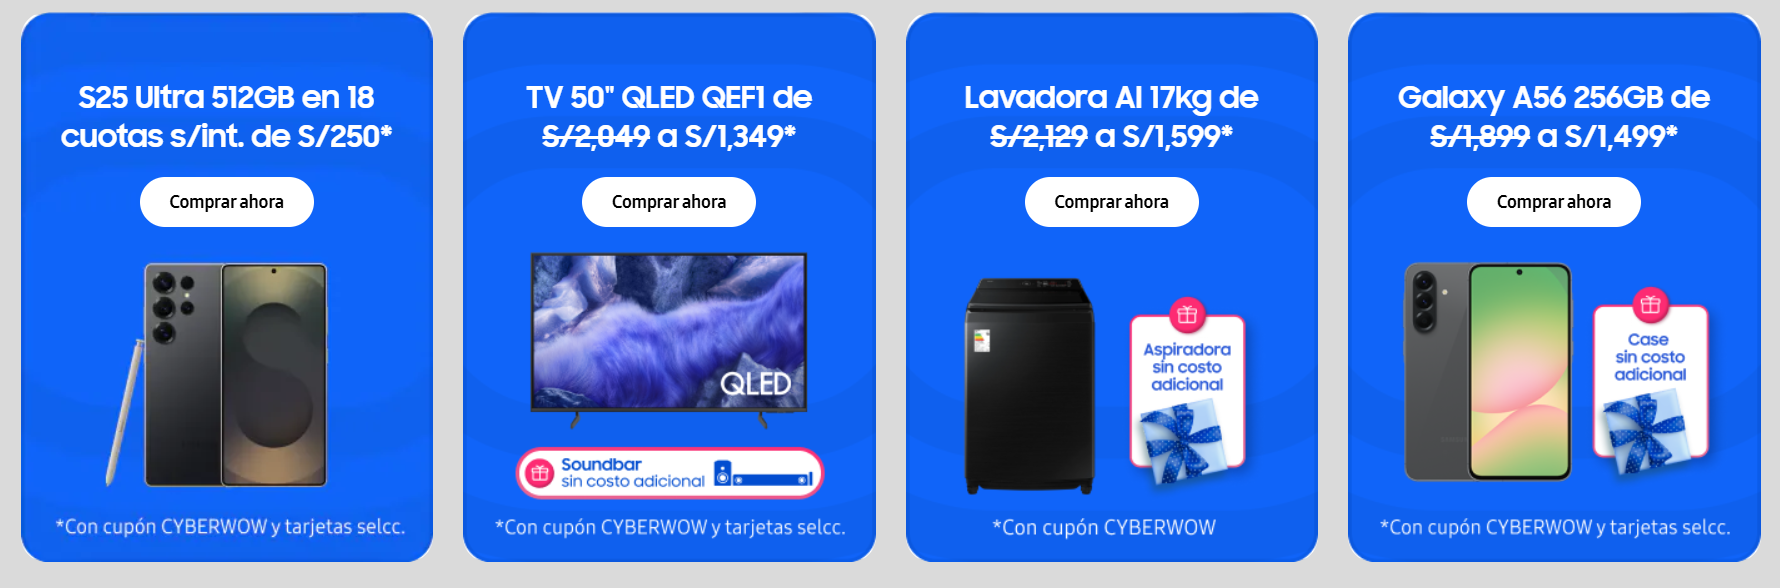 S25 Ultra 512GB en 18
cuotas s/int. de S/250*
Comprar ahora
*Con cupón CYBERWOW y tarjetas selcc.
TV 50" QLED QEF1 de
S/2,049 a S/1,349*
Comprar ahora
QLED
Soundbar
sin costo adicional
*Con cupón CYBERWOW y tarjetas selcc.
Lavadora AI 17kg de
S/2,129 a S/1,599*
Comprar ahora
Aspiradora
sin costo
adicional
*Con cupón CYBERWOW
Galaxy A56 256GB de
S/1,899 a S/1,499*
Comprar ahora
Case
sin costo
adicional
*Con cupón CYBERWOW y tarjetas selcc.